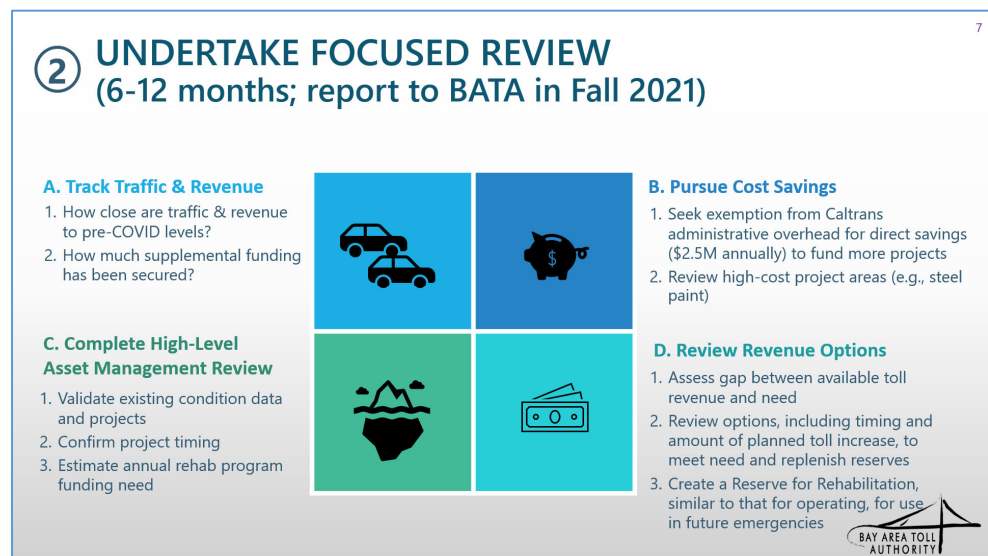 7
2
UNDERTAKE FOCUSED REVIEW
(6-12 months; report to BATA in Fall 2021)
A. Track Traffic & Revenue
1. How close are traffic & revenue
to pre-COVID levels?
2. How much supplemental funding
has been secured?
$
B. Pursue Cost Savings
1. Seek exemption from Caltrans
administrative overhead for direct savings
($2.5M annually) to fund more projects
2. Review high-cost project areas (e.g., steel
paint)
C. Complete High-Level
Asset Management Review
1. Validate existing condition data
and projects
2. Confirm project timing
3. Estimate annual rehab program
funding need
D. Review Revenue Options
1. Assess gap between available toll
revenue and need
2. Review options, including timing and
amount of planned toll increase, to
meet need and replenish reserves
3. Create a Reserve for Rehabilitation,
similar to that for operating, for use
in future emergencies
BAY AREA TOLL
AUTHORITY